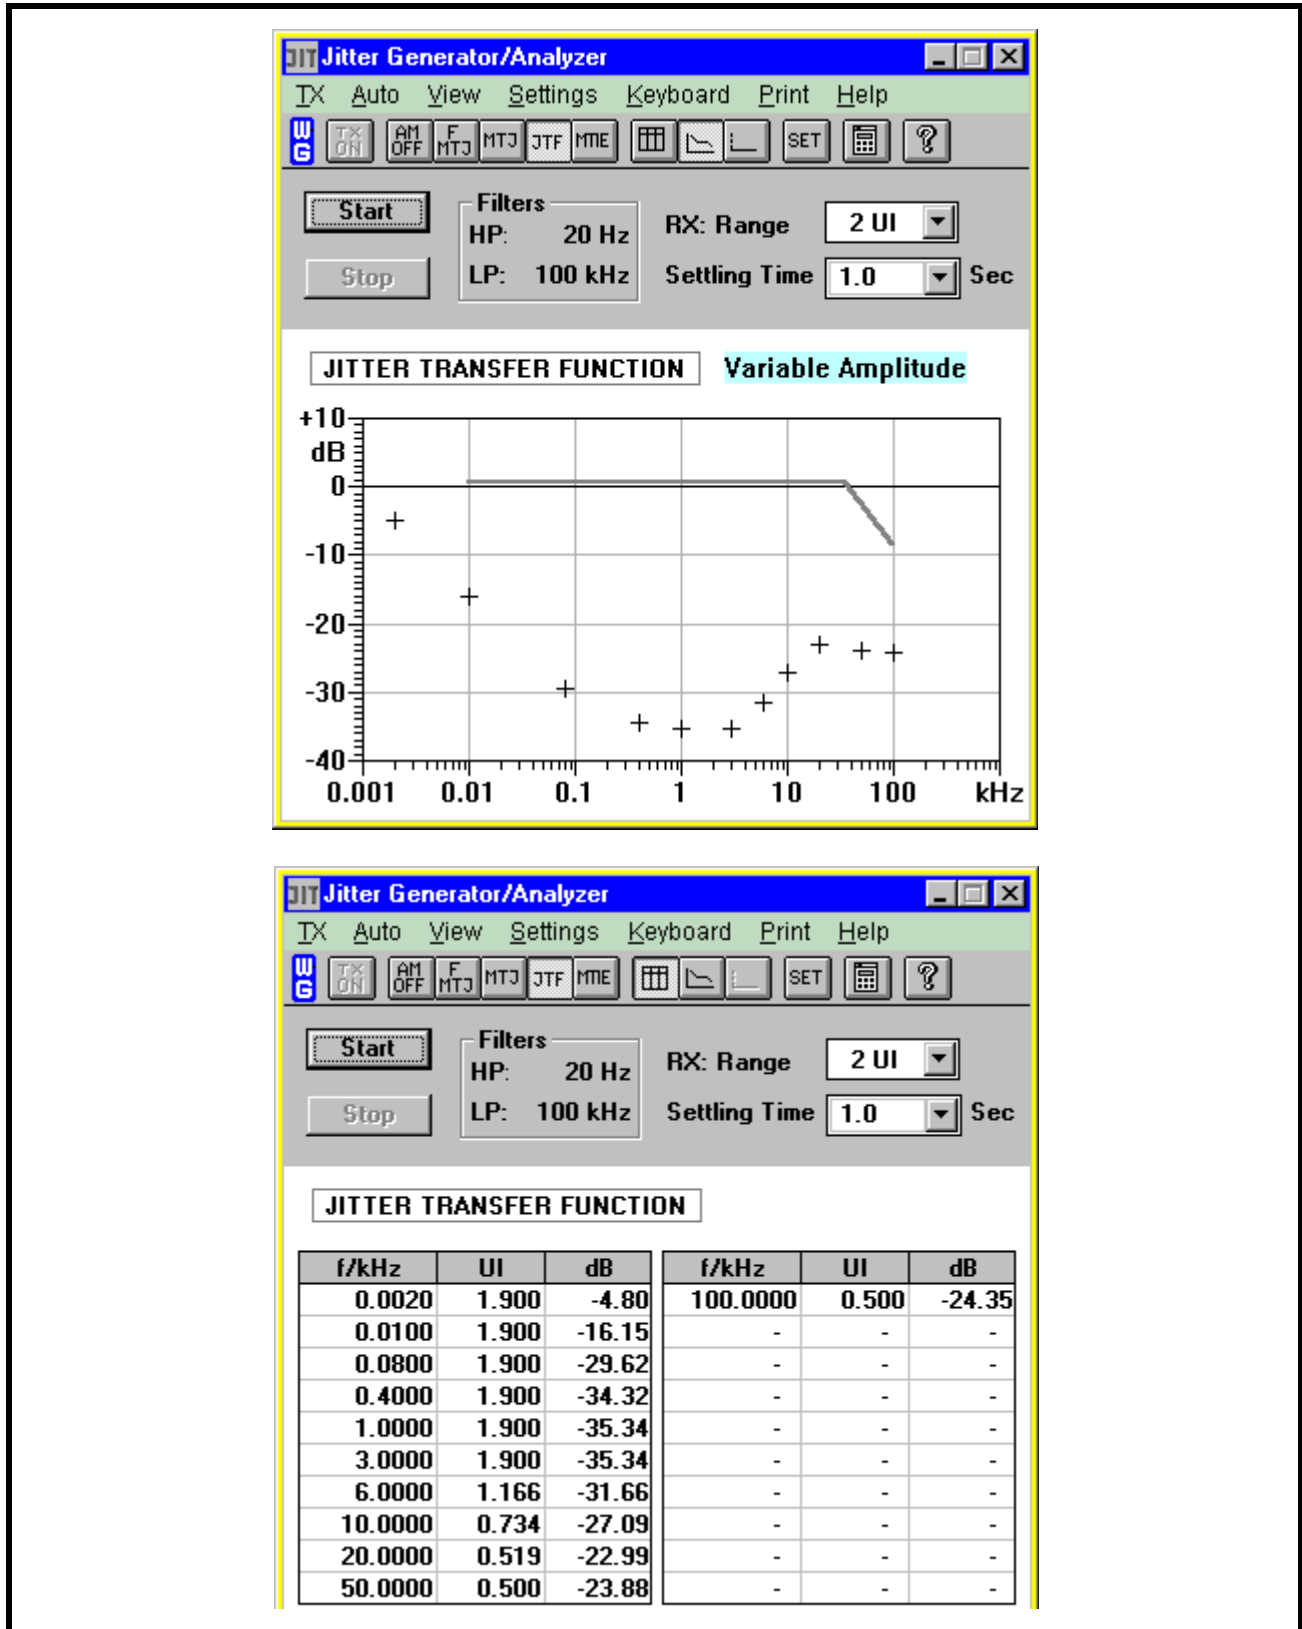 JIT Jitter Generator/Analyzer
TX Auto View Settings Keyboard Print Help
WG TX ON AM OFF F MTJ MTJ JTF MTIE SET ?
Start Filters
HP: 20 Hz RX: Range 2 UI
Stop LP: 100 kHz Settling Time 1.0 Sec
JITTER TRANSFER FUNCTION Variable Amplitude
+10
dB
0
-10
-20
-30
-40
0.001 0.01 0.1 1 10 100 kHz
JIT Jitter Generator/Analyzer
TX Auto View Settings Keyboard Print Help
WG TX ON AM OFF F MTJ MTJ JTF MTIE SET ?
Start Filters
HP: 20 Hz RX: Range 2 UI
Stop LP: 100 kHz Settling Time 1.0 Sec
JITTER TRANSFER FUNCTION
f/kHz UI dB f/kHz UI dB
0.0020 1.900 -4.80 100.0000 0.500 -24.35
0.0100 1.900 -16.15 - - -
0.0800 1.900 -29.62 - - -
0.4000 1.900 -34.32 - - -
1.0000 1.900 -35.34 - - -
3.0000 1.900 -35.34 - - -
6.0000 1.166 -31.66 - - -
10.0000 0.734 -27.09 - - -
20.0000 0.519 -22.99 - - -
50.0000 0.500 -23.88 - - -